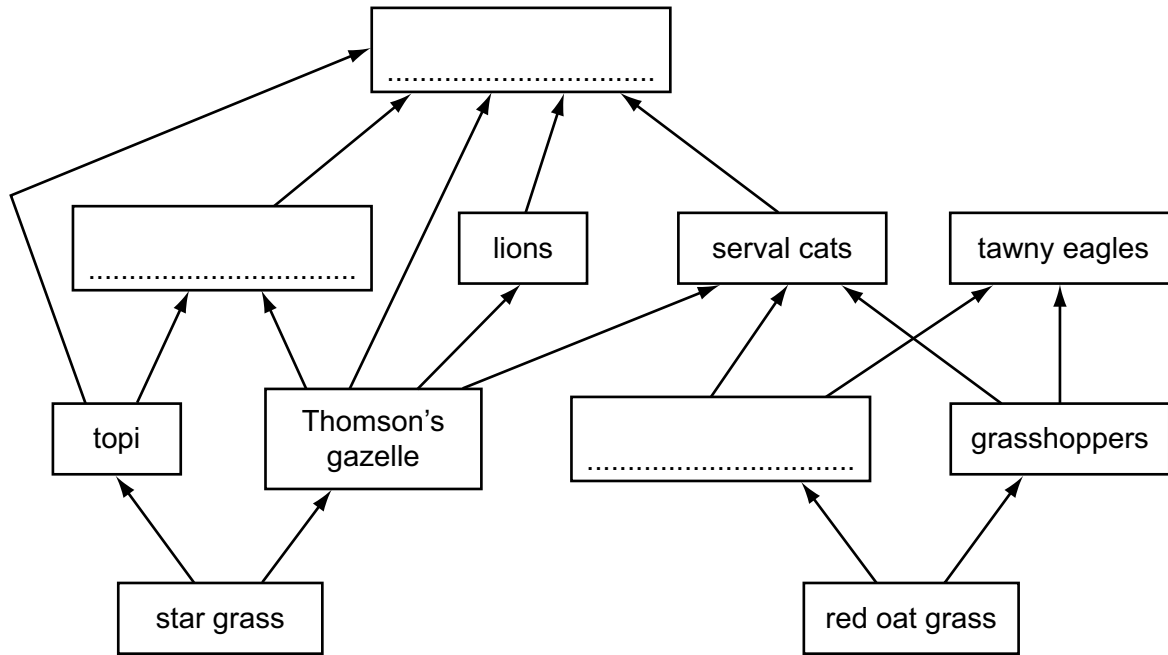 lions
serval cats
tawny eagles
topi
Thomson’s
gazelle
grasshoppers
star grass
red oat grass